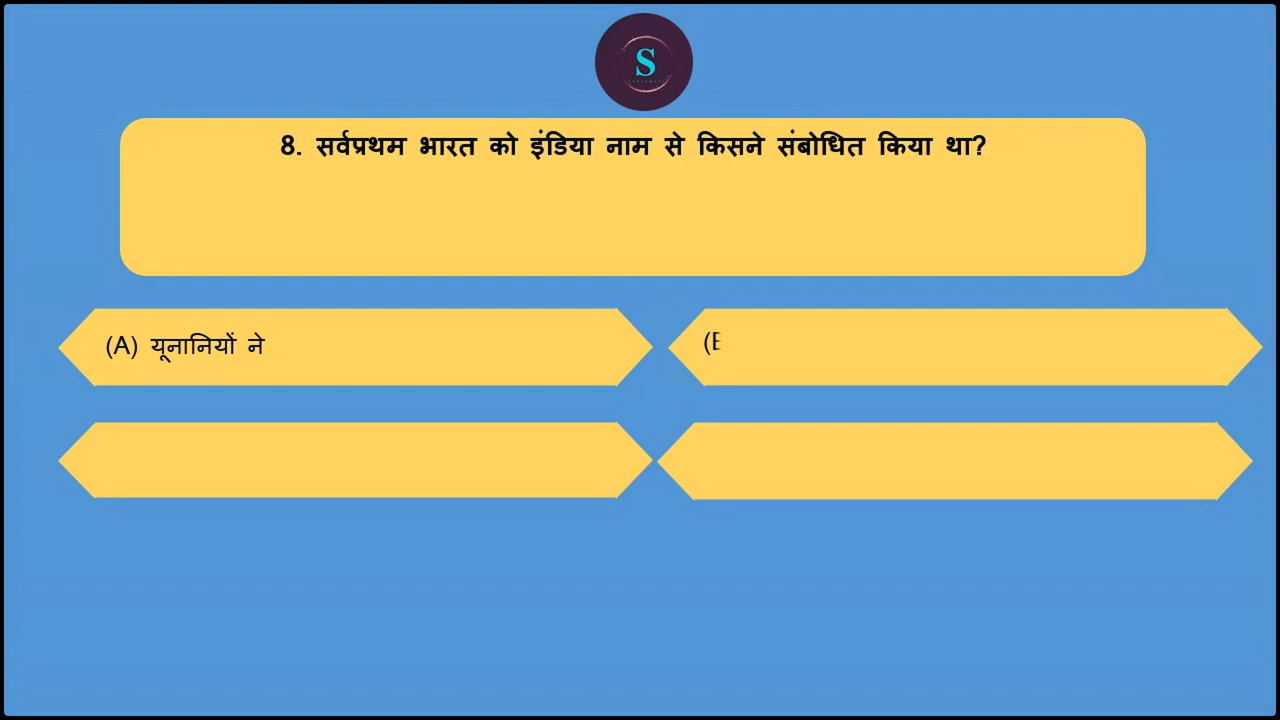 S
8. सर्वप्रथम भारत को इंडिया नाम से किसने संबोधित किया था?
(A) यूनानियों ने
(